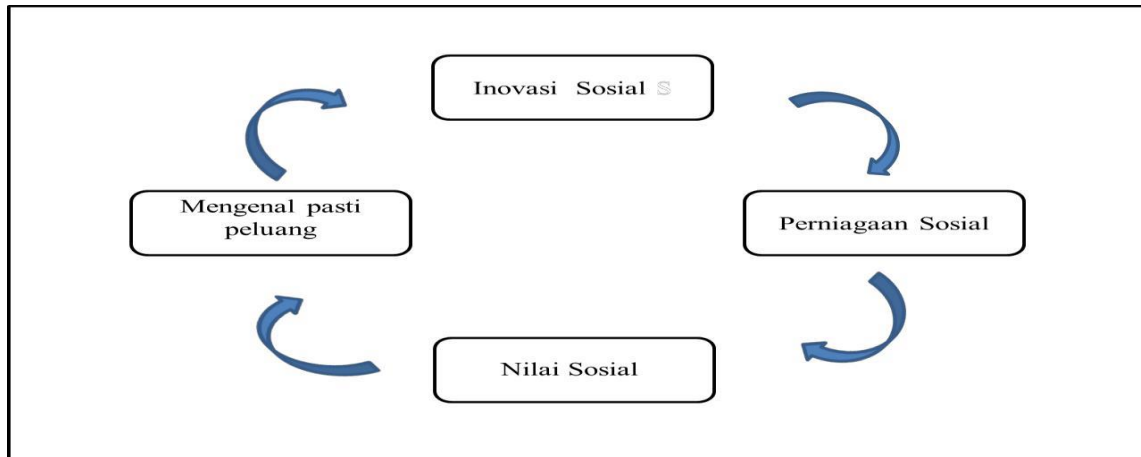 Inovasi Sosial S
Mengenal pasti
peluang
Perniagaan Sosial
Nilai Sosial